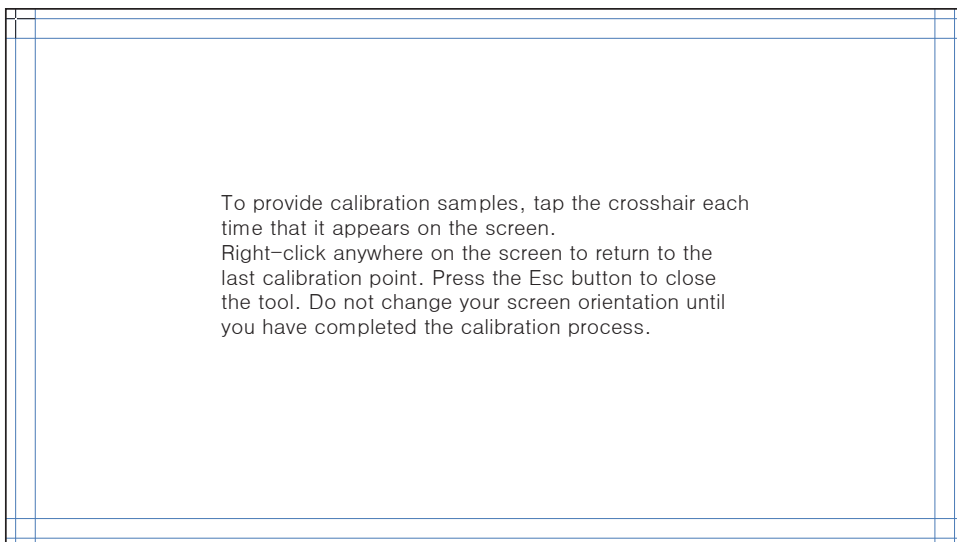 To provide calibration samples, tap the crosshair each
time that it appears on the screen.
Right-click anywhere on the screen to return to the
last calibration point. Press the Esc button to close
the tool. Do not change your screen orientation until
you have completed the calibration process.